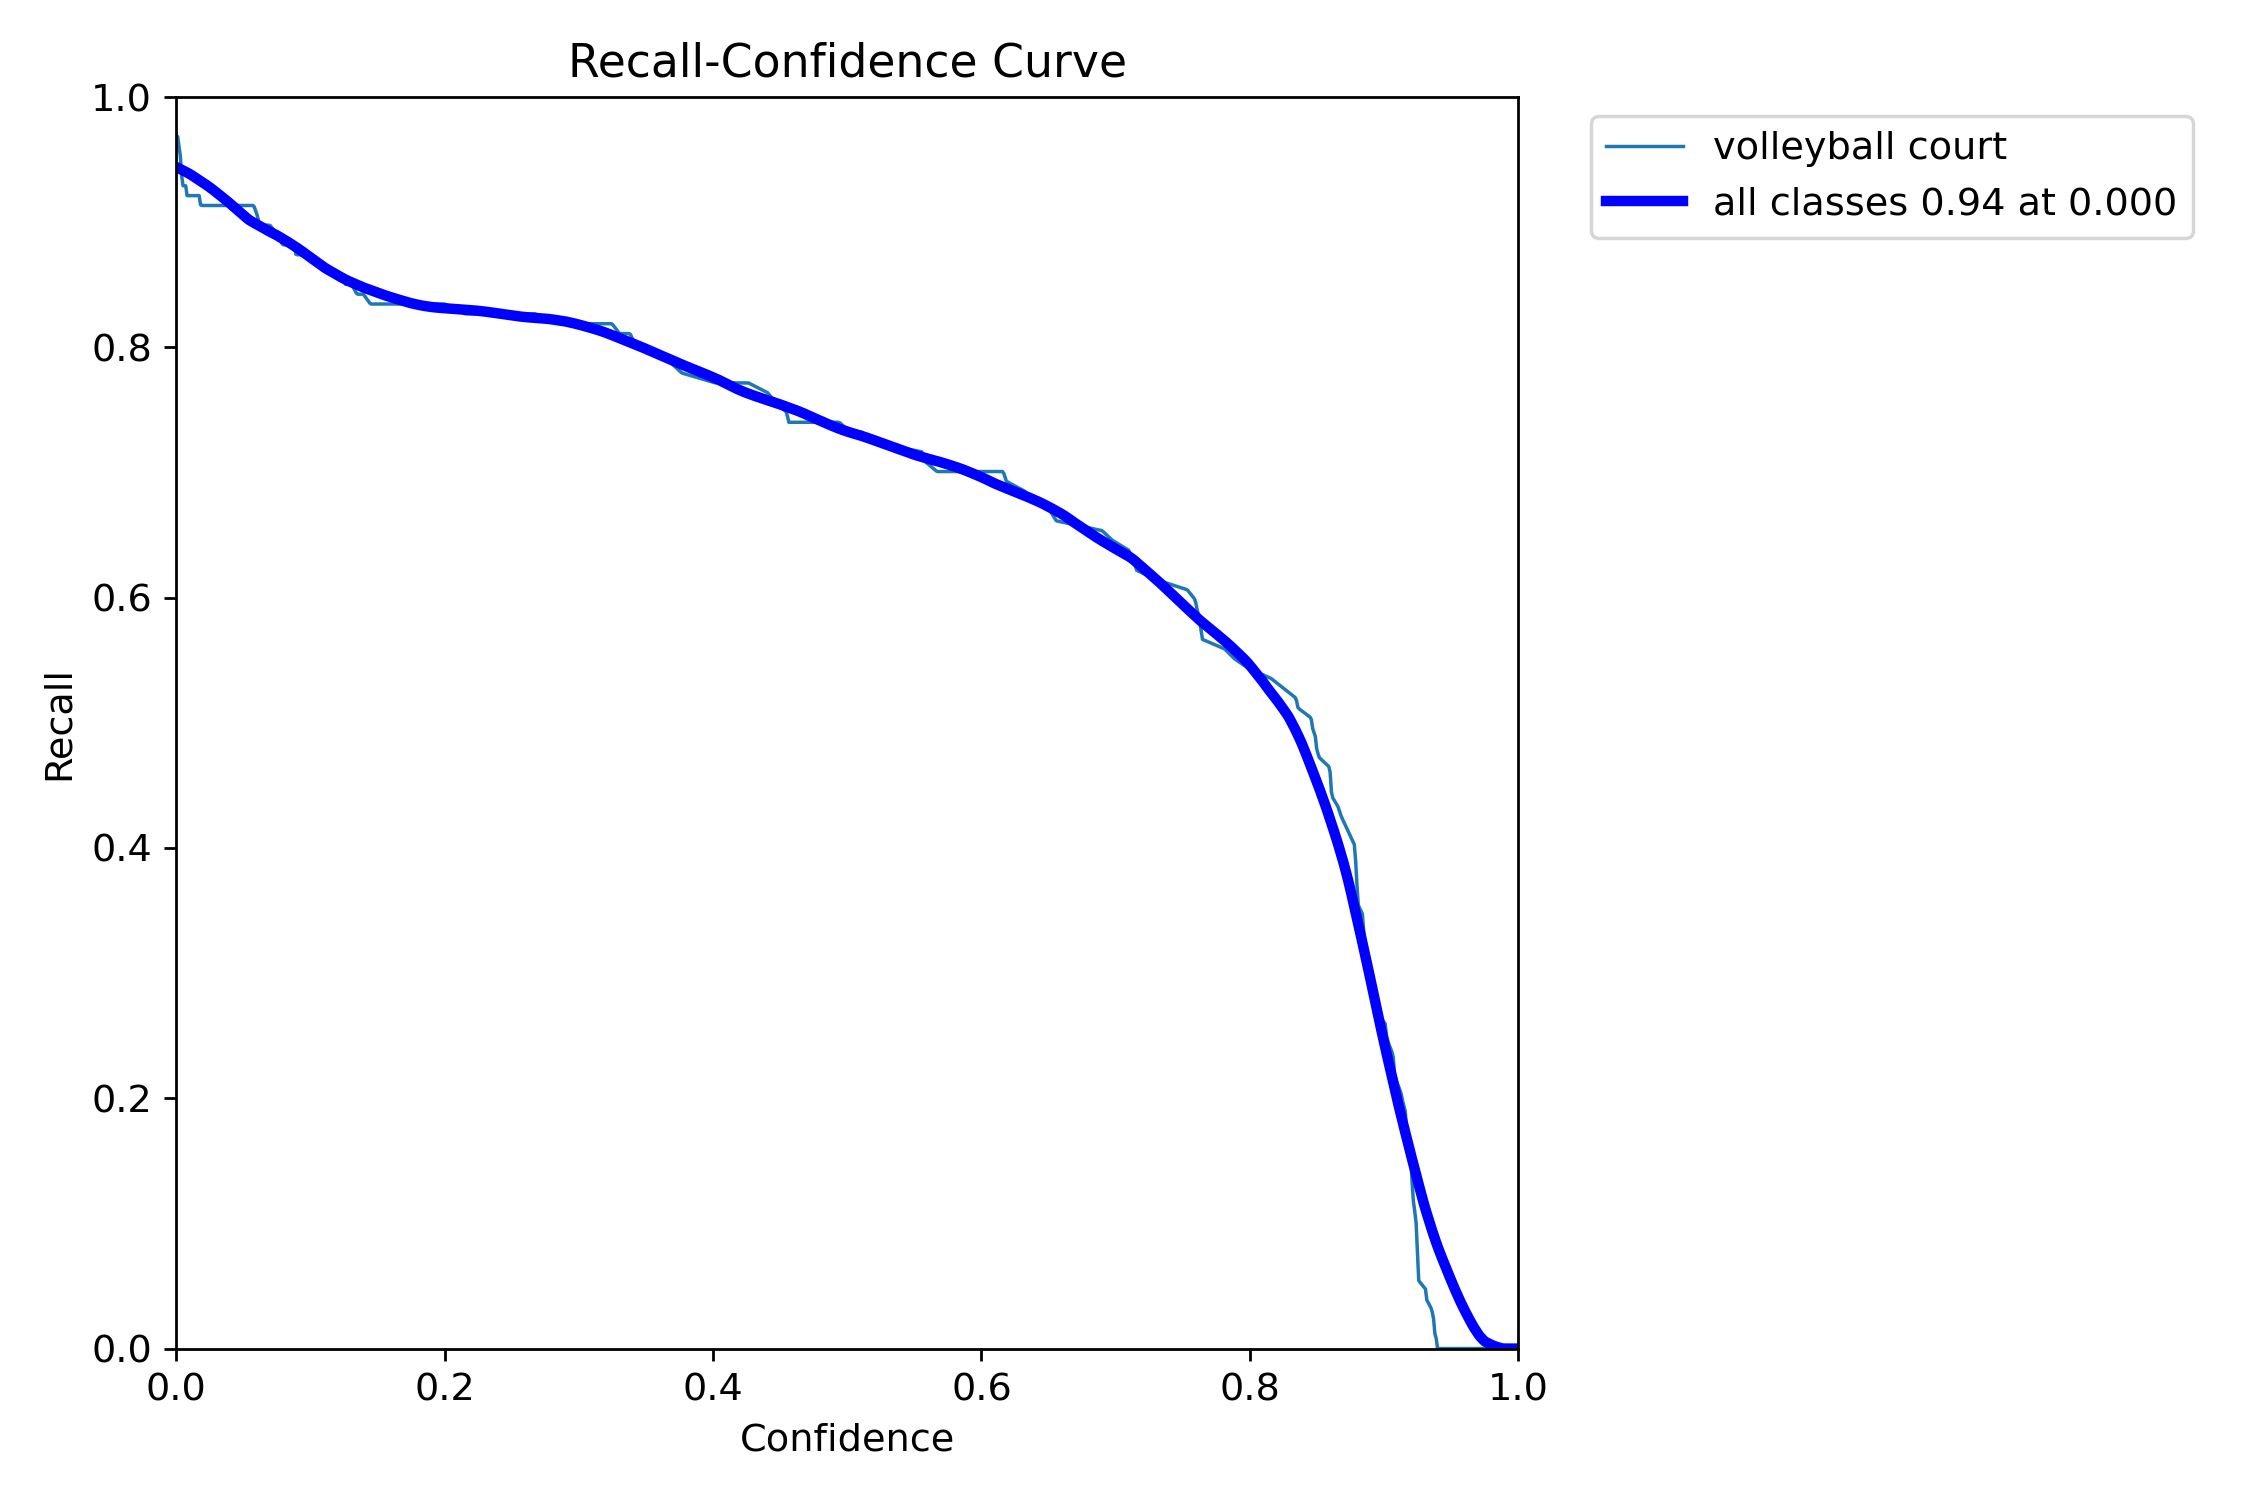 Recall-Confidence Curve
volleyball court
all classes 0.94 at 0.000
Recall
1.0
0.8
0.6
0.4
0.2
0.0
0.0 0.2 0.4 0.6 0.8 1.0
Confidence